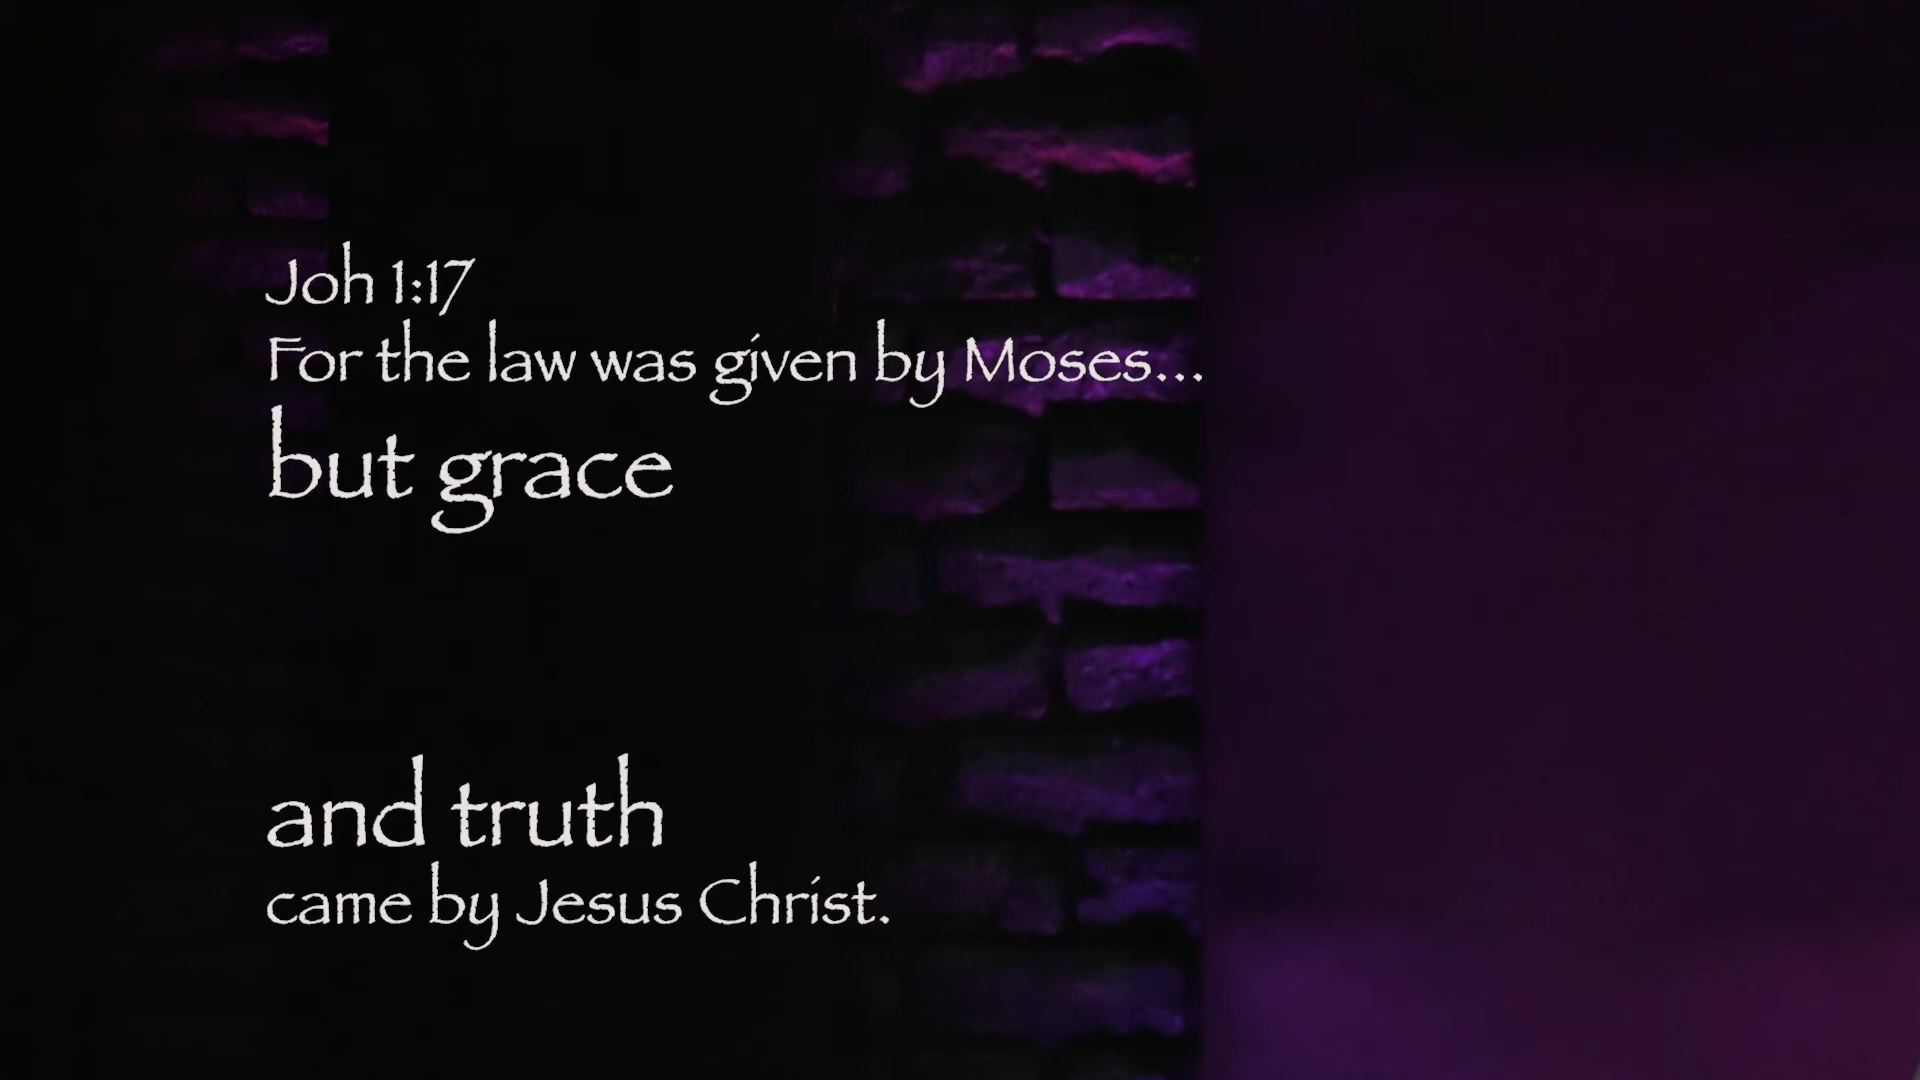 Joh 1:17
For the law was given by Moses...
but grace
and truth
came by Jesus Christ.